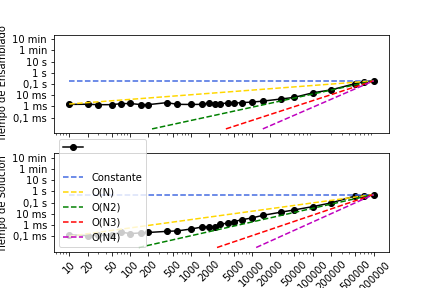 Tiempo de Ensamblado
10 min
1 min
10 s
1 s
0,1 s
10 ms
1 ms
0,1 ms
Tiempo de Solución
10 min
1 min
10 s
1 s
0,1 s
10 ms
1 ms
0,1 ms
Constante
O(N)
O(N2)
O(N3)
O(N4)
10
20
50
100
200
500
1000
2000
5000
10000
20000
50000
100000
200000
500000